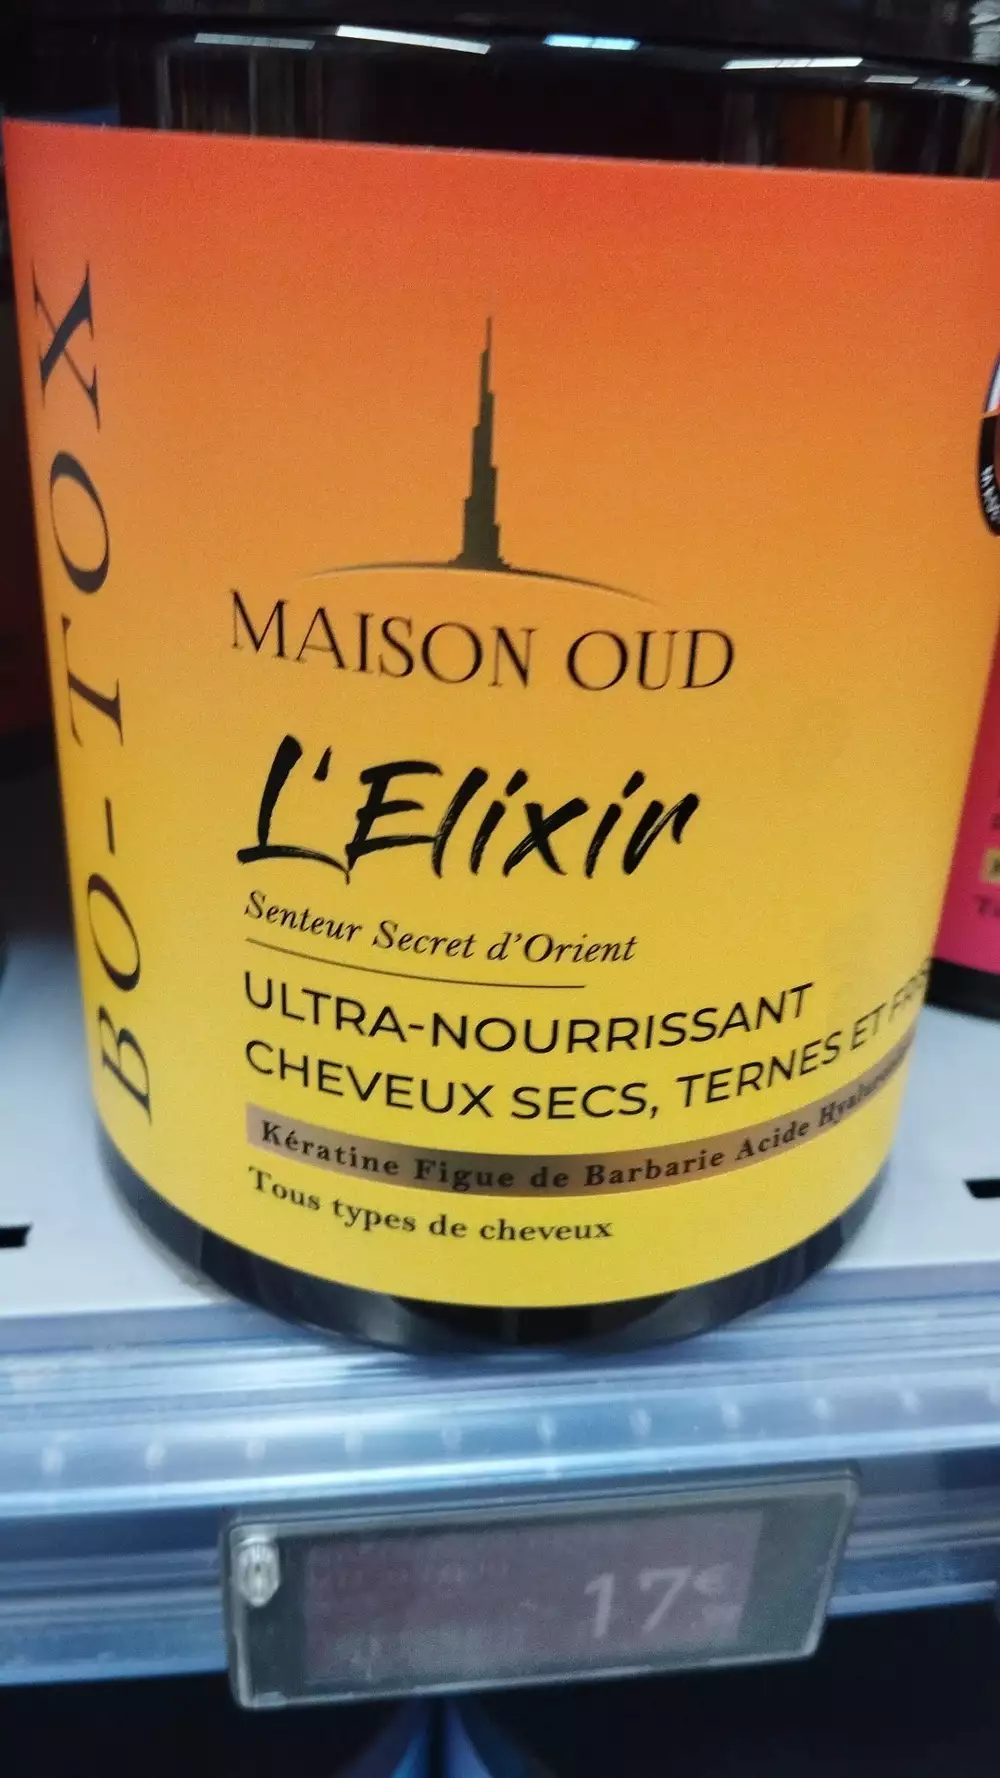 BO-TOX
MAISON OUD
L'Elixir
Senteur Secret d'Orient
ULTRA-NOURRISSANT
CHEVEUX SECS, TERNES ET
Kératine Figue de Barbarie Acide
Tous types de cheveux
17€